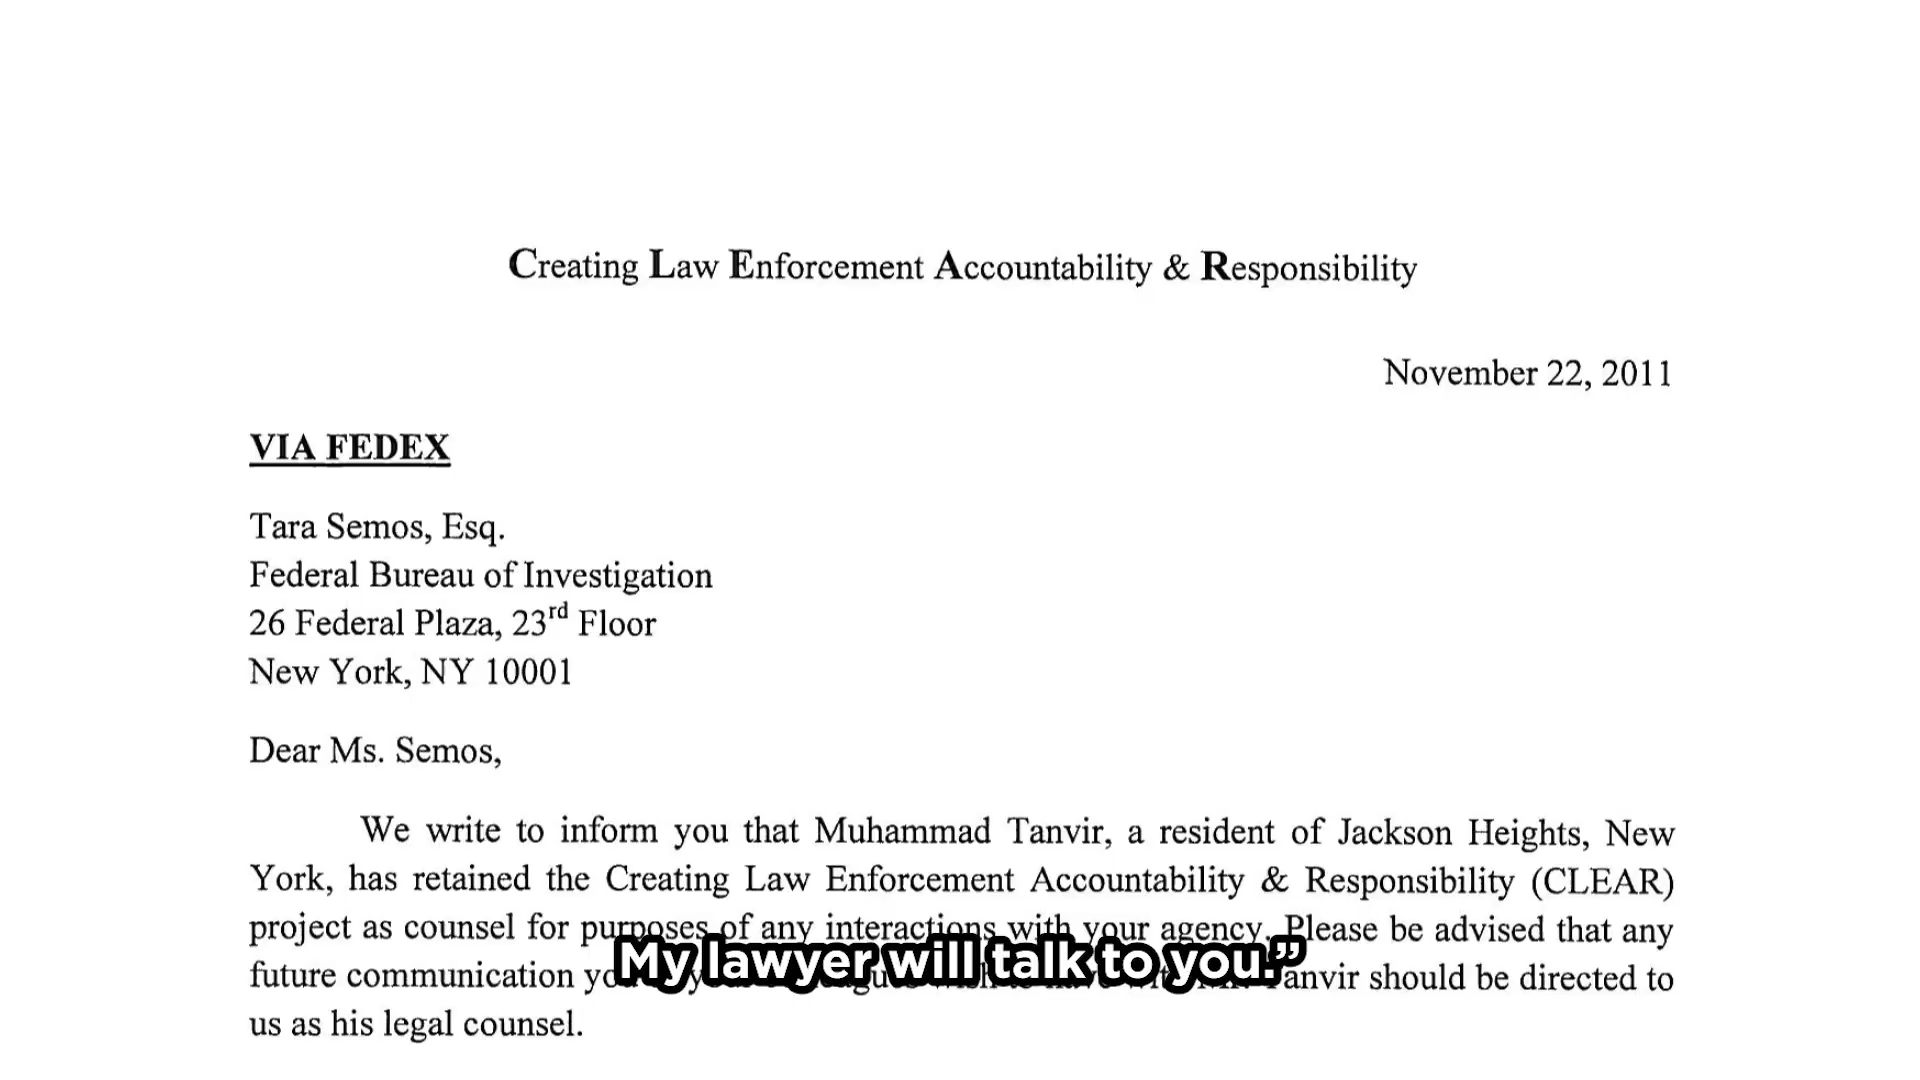 Creating Law Enforcement Accountability & Responsibility
November 22, 2011
VIA FEDEX
Tara Semos, Esq.
Federal Bureau of Investigation
26 Federal Plaza, 23rd Floor
New York, NY 10001
Dear Ms. Semos,
We write to inform you that Muhammad Tanvir, a resident of Jackson Heights, New
York, has retained the Creating Law Enforcement Accountability & Responsibility (CLEAR)
project as counsel for purposes of any interactions with your agency. Please be advised that any
future communication Tanvir should be directed to
us as his legal counsel.
My lawyer will talk to you.”